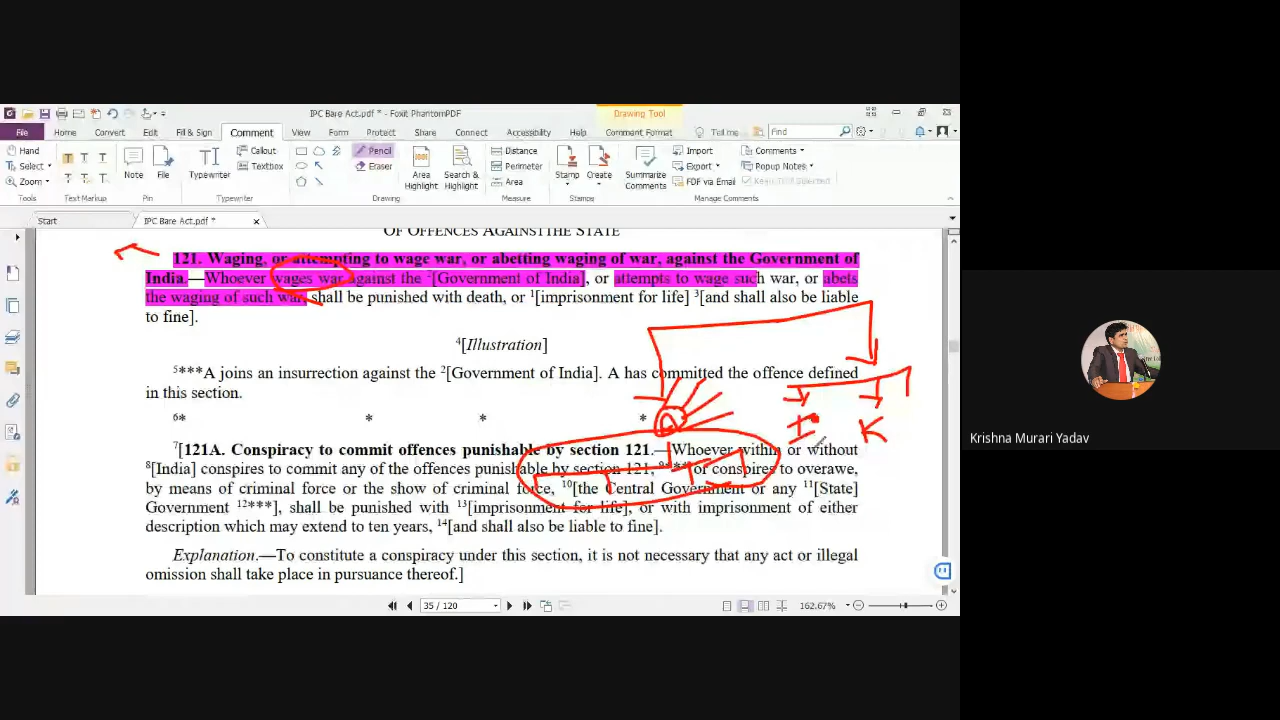 IPC Bare Act.pdf * - Foxit PhantomPDF
Drawing Tool
File Home Convert Edit Fill & Sign Comment View Form Protect Share Connect Accessibility Help Comment Format Tell me Find
Hand
Select
Zoom
Tools
T T T
T T T
Text Markup
Note
File
Typewriter
Callout
Textbox
Typewriter
Pencil
Eraser
Drawing
Area
Highlight
Search &
Highlight
Distance
Perimeter
Area
Measure
Stamp
Create
Stamps
Summarize
Comments
Import
Export
FDF via Email
Comments
Popup Notes
Keep Tool Selected
Manage Comments
Start
IPC Bare Act.pdf *
OF OFFENCES AGAINST THE STATE
121. Waging, or attempting to wage war, or abetting waging of war, against the Government of
India.—Whoever wages war against the 2[Government of India], or attempts to wage such war, or abets
the waging of such war, shall be punished with death, or 1[imprisonment for life] 3[and shall also be liable
to fine].
4[Illustration]
5***A joins an insurrection against the 2[Government of India]. A has committed the offence defined
in this section.
6* * * *
7[121A. Conspiracy to commit offences punishable by section 121.—Whoever within or without
8[India] conspires to commit any of the offences punishable by section 121, 9*** or conspires to overawe,
by means of criminal force or the show of criminal force, 10[the Central Government or any 11[State]
Government 12***], shall be punished with 13[imprisonment for life], or with imprisonment of either
description which may extend to ten years, 14[and shall also be liable to fine].
Explanation.—To constitute a conspiracy under this section, it is not necessary that any act or illegal
omission shall take place in pursuance thereof.]
I K
35 / 120
162.67%
Krishna Murari Yadav